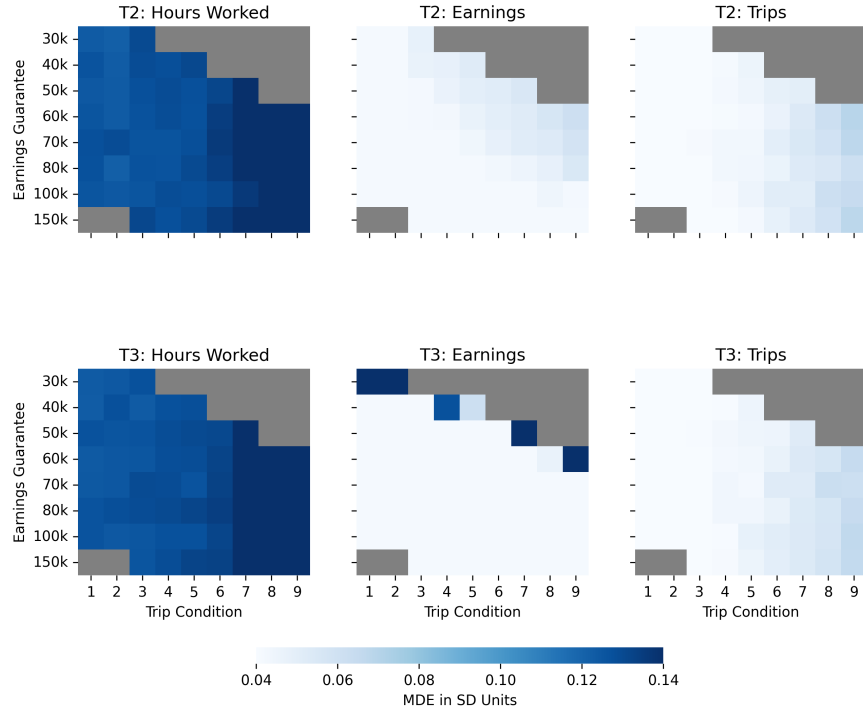 T2: Hours Worked
T2: Earnings
T2: Trips
Earnings Guarantee
30k
40k
50k
60k
70k
80k
100k
150k
T3: Hours Worked
T3: Earnings
T3: Trips
Earnings Guarantee
30k
40k
50k
60k
70k
80k
100k
150k
1 2 3 4 5 6 7 8 9
1 2 3 4 5 6 7 8 9
1 2 3 4 5 6 7 8 9
Trip Condition
Trip Condition
Trip Condition
0.04 0.06 0.08 0.10 0.12 0.14
MDE in SD Units